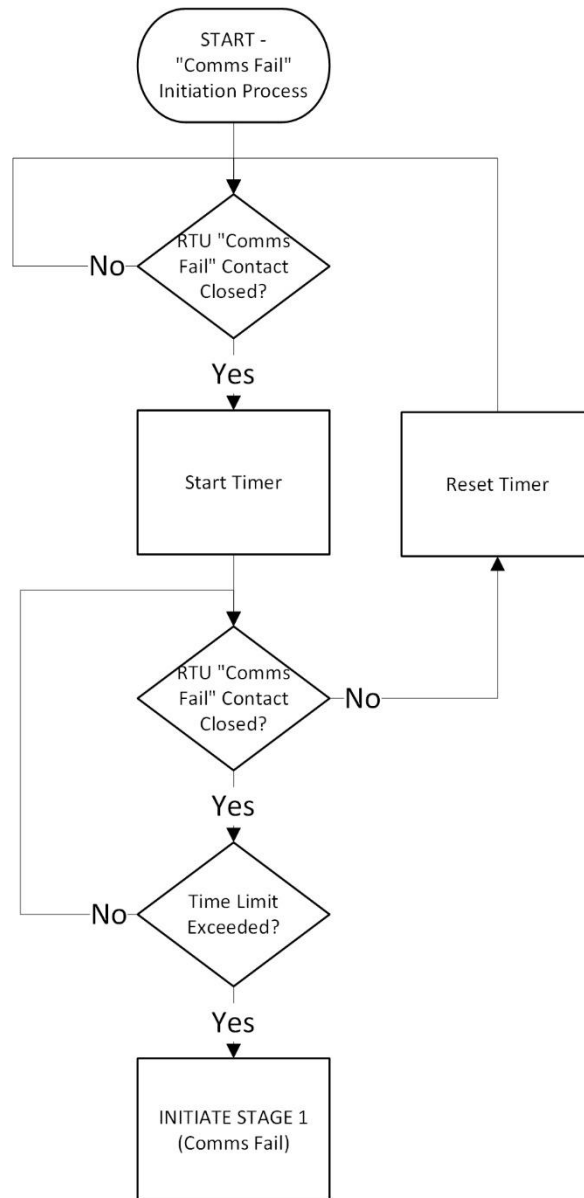 START -
"Comms Fail"
Initiation Process
RTU "Comms
Fail" Contact
Closed?
No
Yes
Start Timer
Reset Timer
RTU "Comms
Fail" Contact
Closed?
No
Yes
Time Limit
Exceeded?
No
Yes
INITIATE STAGE 1
(Comms Fail)